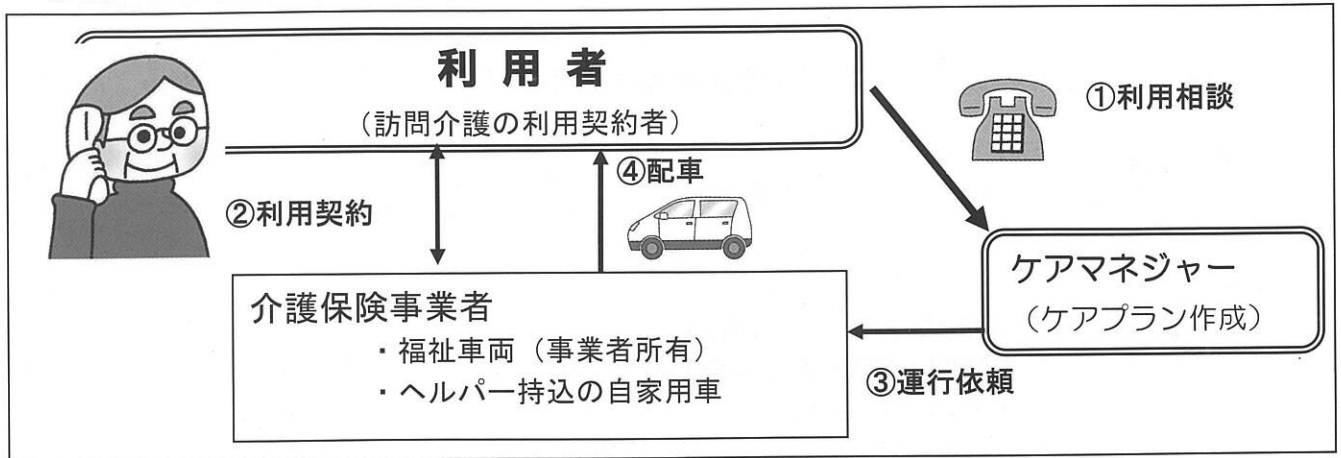 利用者
(訪問介護の利用契約者)
①利用相談
②利用契約
④配車
ケアマネジャー
(ケアプラン作成)
介護保険事業者
・福祉車両(事業者所有)
・ヘルパー持込の自家用車
③運行依頼